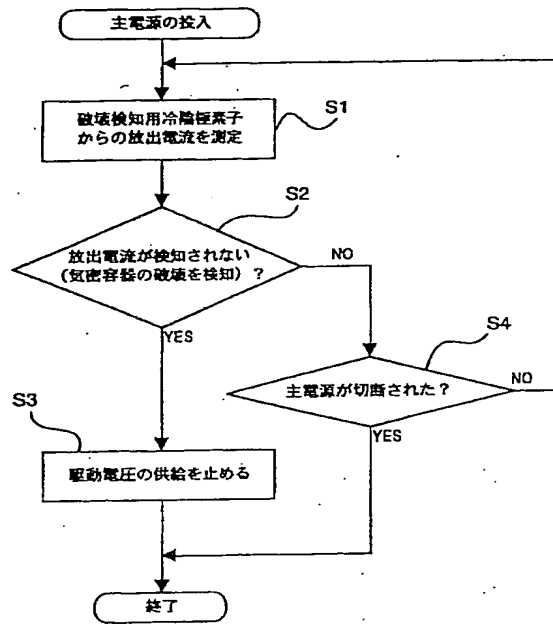 主電源の投入
破壊検知用冷陰極素子
からの放出電流を測定
S1
S2
放出電流が検知されない
(気密容器の破壊を検知)?
NO
YES
S4
主電源が切断された?
NO
YES
S3
駆動電圧の供給を止める
終了